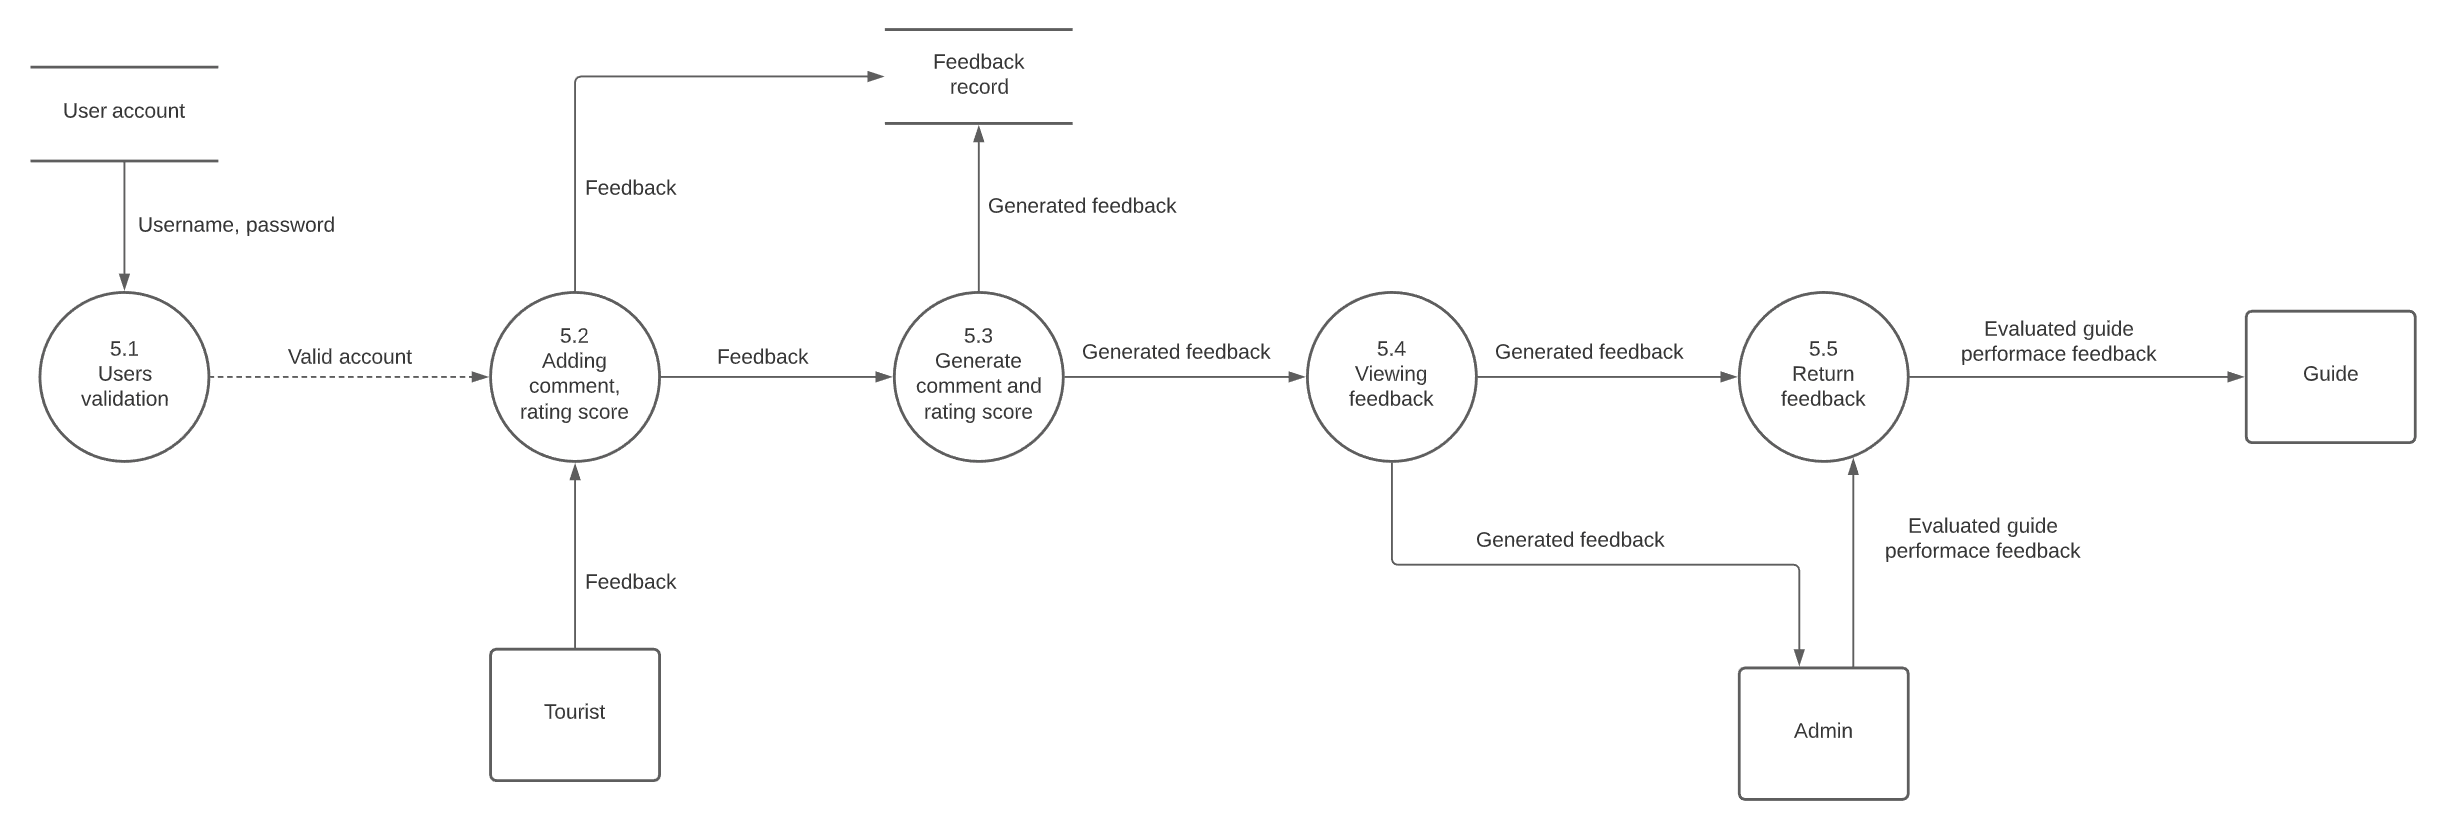 Feedback
record
User account
Feedback
Generated feedback
Username, password
5.1
Users
validation
Valid account
5.2
Adding
comment,
rating score
Feedback
5.3
Generate
comment and
rating score
Generated feedback
5.4
Viewing
feedback
Generated feedback
5.5
Return
feedback
Evaluated guide
performace feedback
Guide
Generated feedback
Evaluated guide
performace feedback
Feedback
Tourist
Admin